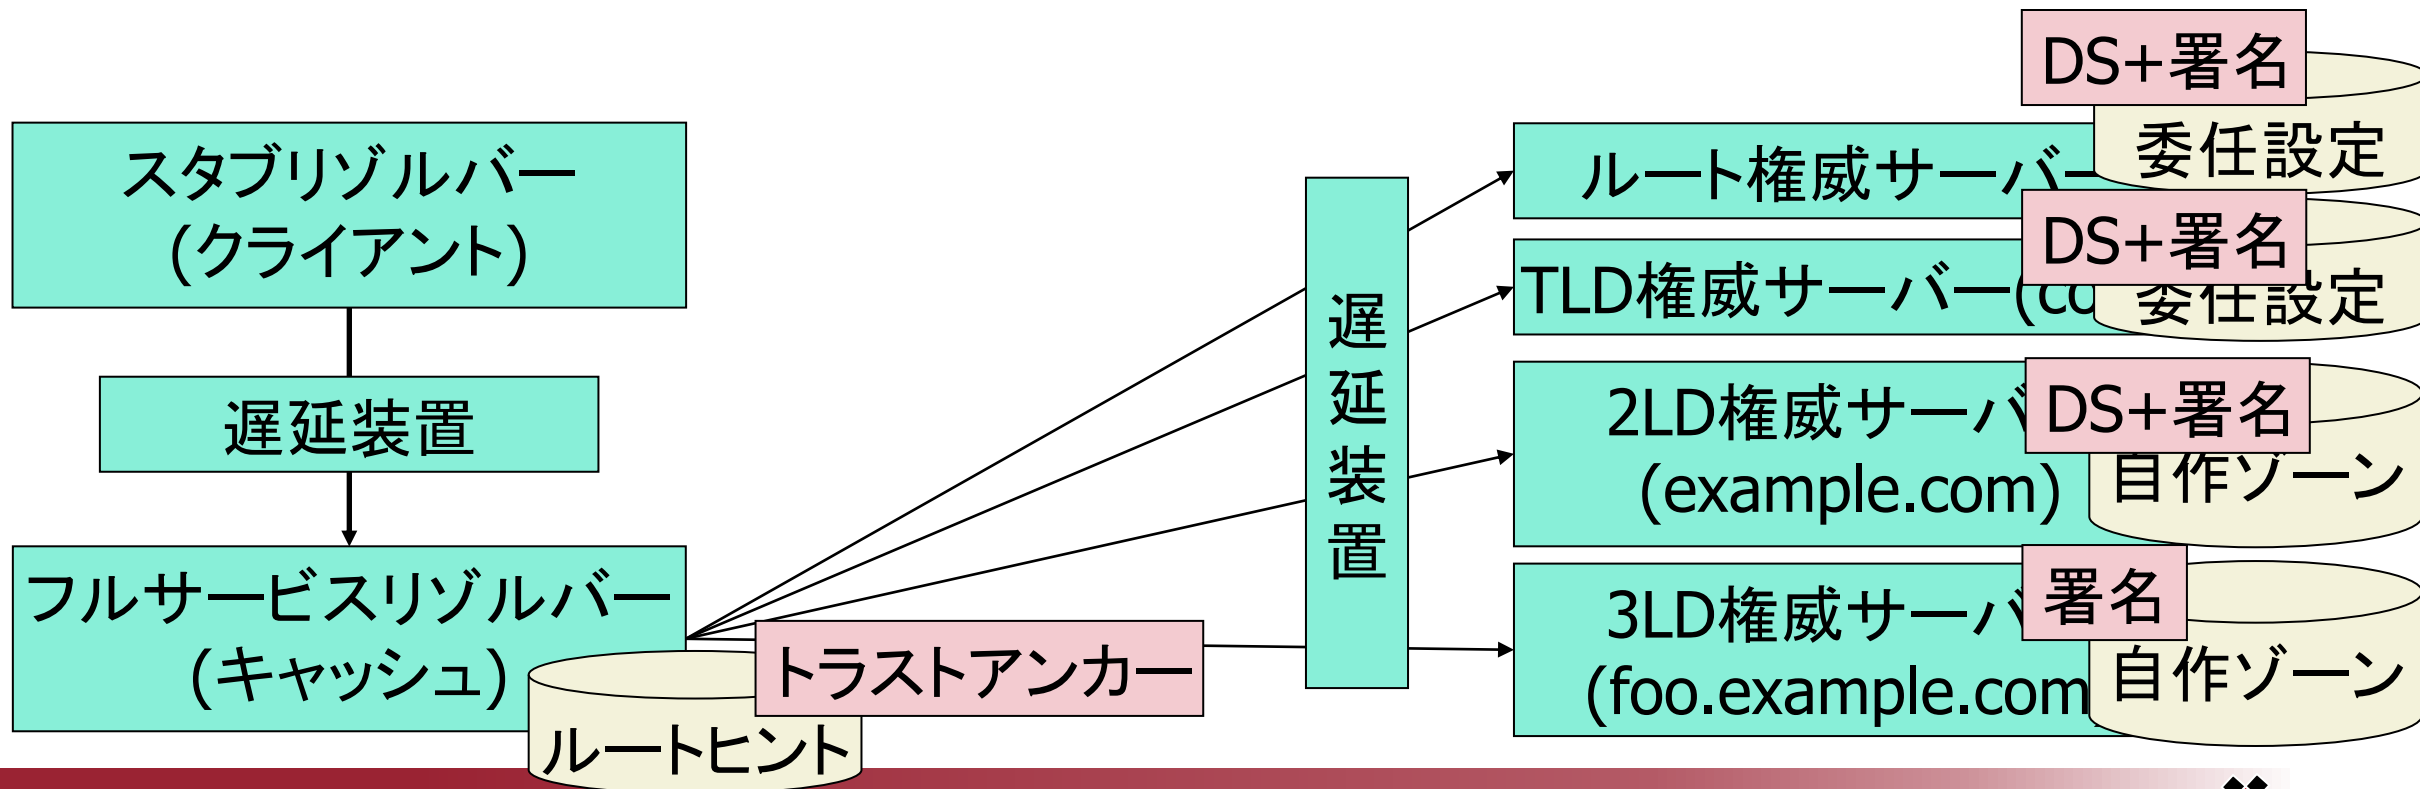 スタブリゾルバー
(クライアント)
遅延装置
フルサービスリゾルバー
(キャッシュ)
ルートヒント
トラストアンカー
遅延装置
DS+署名
委任設定
ルート権威サーバー
DS+署名
委任設定
TLD権威サーバー(co
DS+署名
自作ゾーン
2LD権威サーバ
(example.com)
署名
自作ゾーン
3LD権威サーバ
(foo.example.com